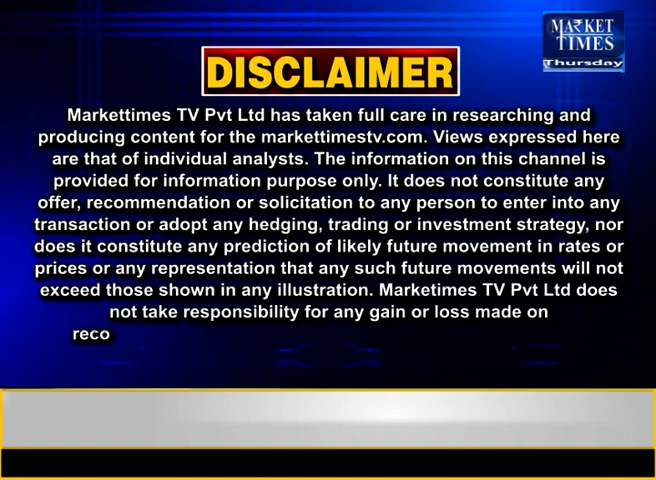 MARKET
TIMES
Thursday
DISCLAIMER
Markettimes TV Pvt Ltd has taken full care in researching and
producing content for the markettimestv.com. Views expressed here
are that of individual analysts. The information on this channel is
provided for information purpose only. It does not constitute any
offer, recommendation or solicitation to any person to enter into any
transaction or adopt any hedging, trading or investment strategy, nor
does it constitute any prediction of likely future movement in rates or
prices or any representation that any such future movements will not
exceed those shown in any illustration. Marketimes TV Pvt Ltd does
not take responsibility for any gain or loss made on
reco